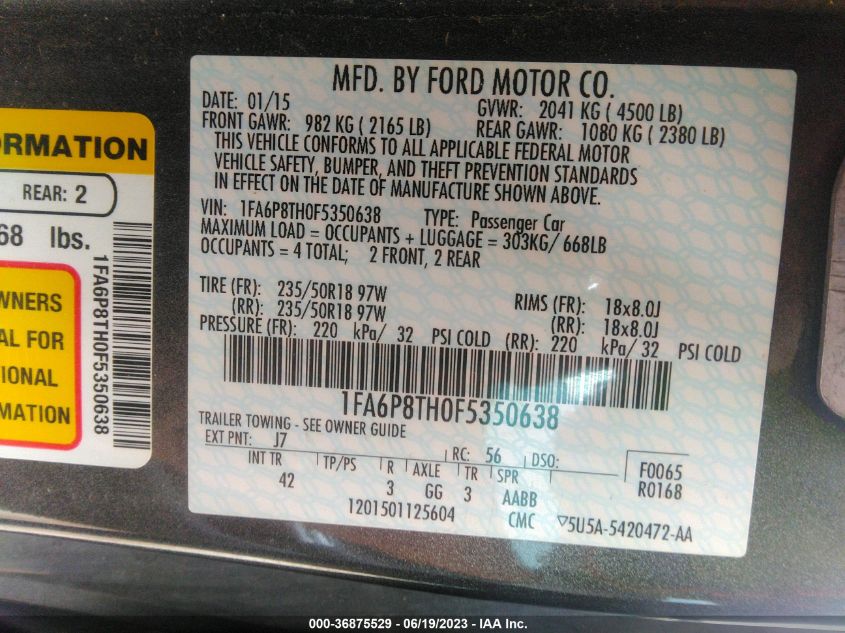 ORMATION
REAR: 2
68 lbs.
WNERS
AL FOR
IONAL
MATION
1FA6P8TH0F5350638
MFD. BY FORD MOTOR CO.
DATE: 01/15 GVWR: 2041 KG ( 4500 LB)
FRONT GAWR: 982 KG ( 2165 LB) REAR GAWR: 1080 KG ( 2380 LB)
THIS VEHICLE CONFORMS TO ALL APPLICABLE FEDERAL MOTOR
VEHICLE SAFETY, BUMPER, AND THEFT PREVENTION STANDARDS
IN EFFECT ON THE DATE OF MANUFACTURE SHOWN ABOVE.
VIN: 1FA6P8TH0F5350638 TYPE: Passenger Car
MAXIMUM LOAD = OCCUPANTS + LUGGAGE = 303KG/ 668LB
OCCUPANTS = 4 TOTAL; 2 FRONT, 2 REAR
TIRE (FR): 235/50R18 97W RIMS (FR): 18x8.0J
(RR): 235/50R18 97W (RR): 18x8.0J
PRESSURE (FR): 220 kPa/ 32 PSI COLD (RR): 220 kPa/ 32 PSI COLD
1FA6P8TH0F5350638
TRAILER TOWING - SEE OWNER GUIDE
EXT PNT: J7 RC: 56 DSO: F0065
INT TR TP/PS R AXLE TR SPR R0168
42 3 GG 3 AABB
1201501125604 CMC ▽5U5A-5420472-AA
000-36875529 - 06/19/2023 - IAA Inc.